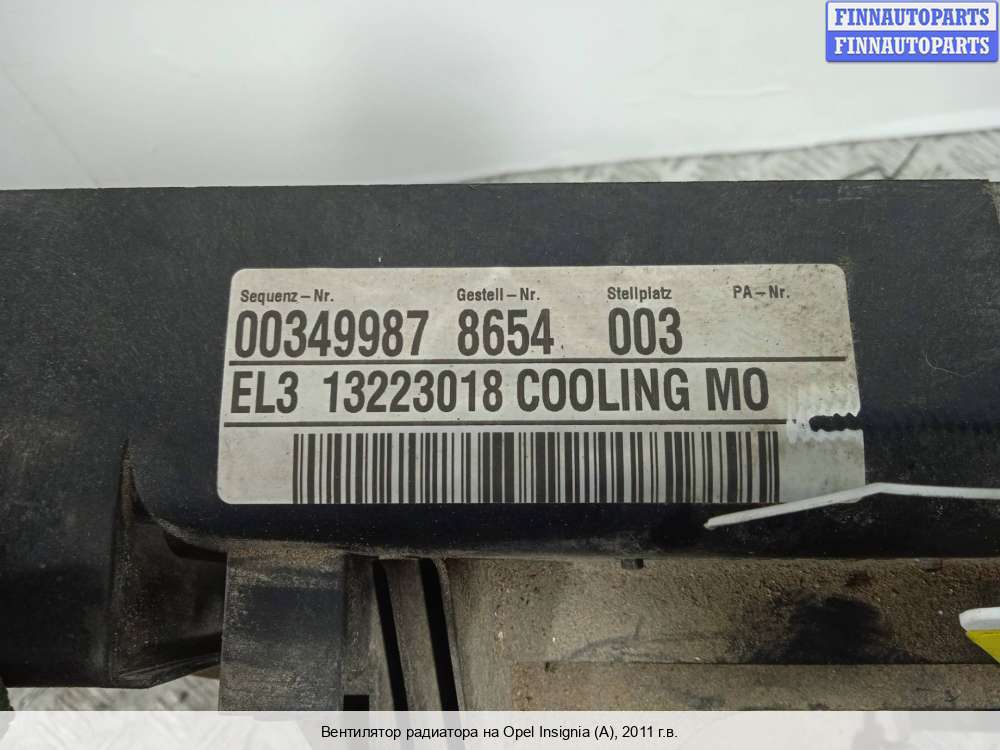 FINNAUTOPARTS
FINNAUTOPARTS
Sequenz-Nr. Gestell-Nr. Stellplatz PA-Nr.
00349987 8654 003
EL3 13223018 COOLING MO
Вентилятор радиатора на Opel Insignia (A), 2011 г.в.